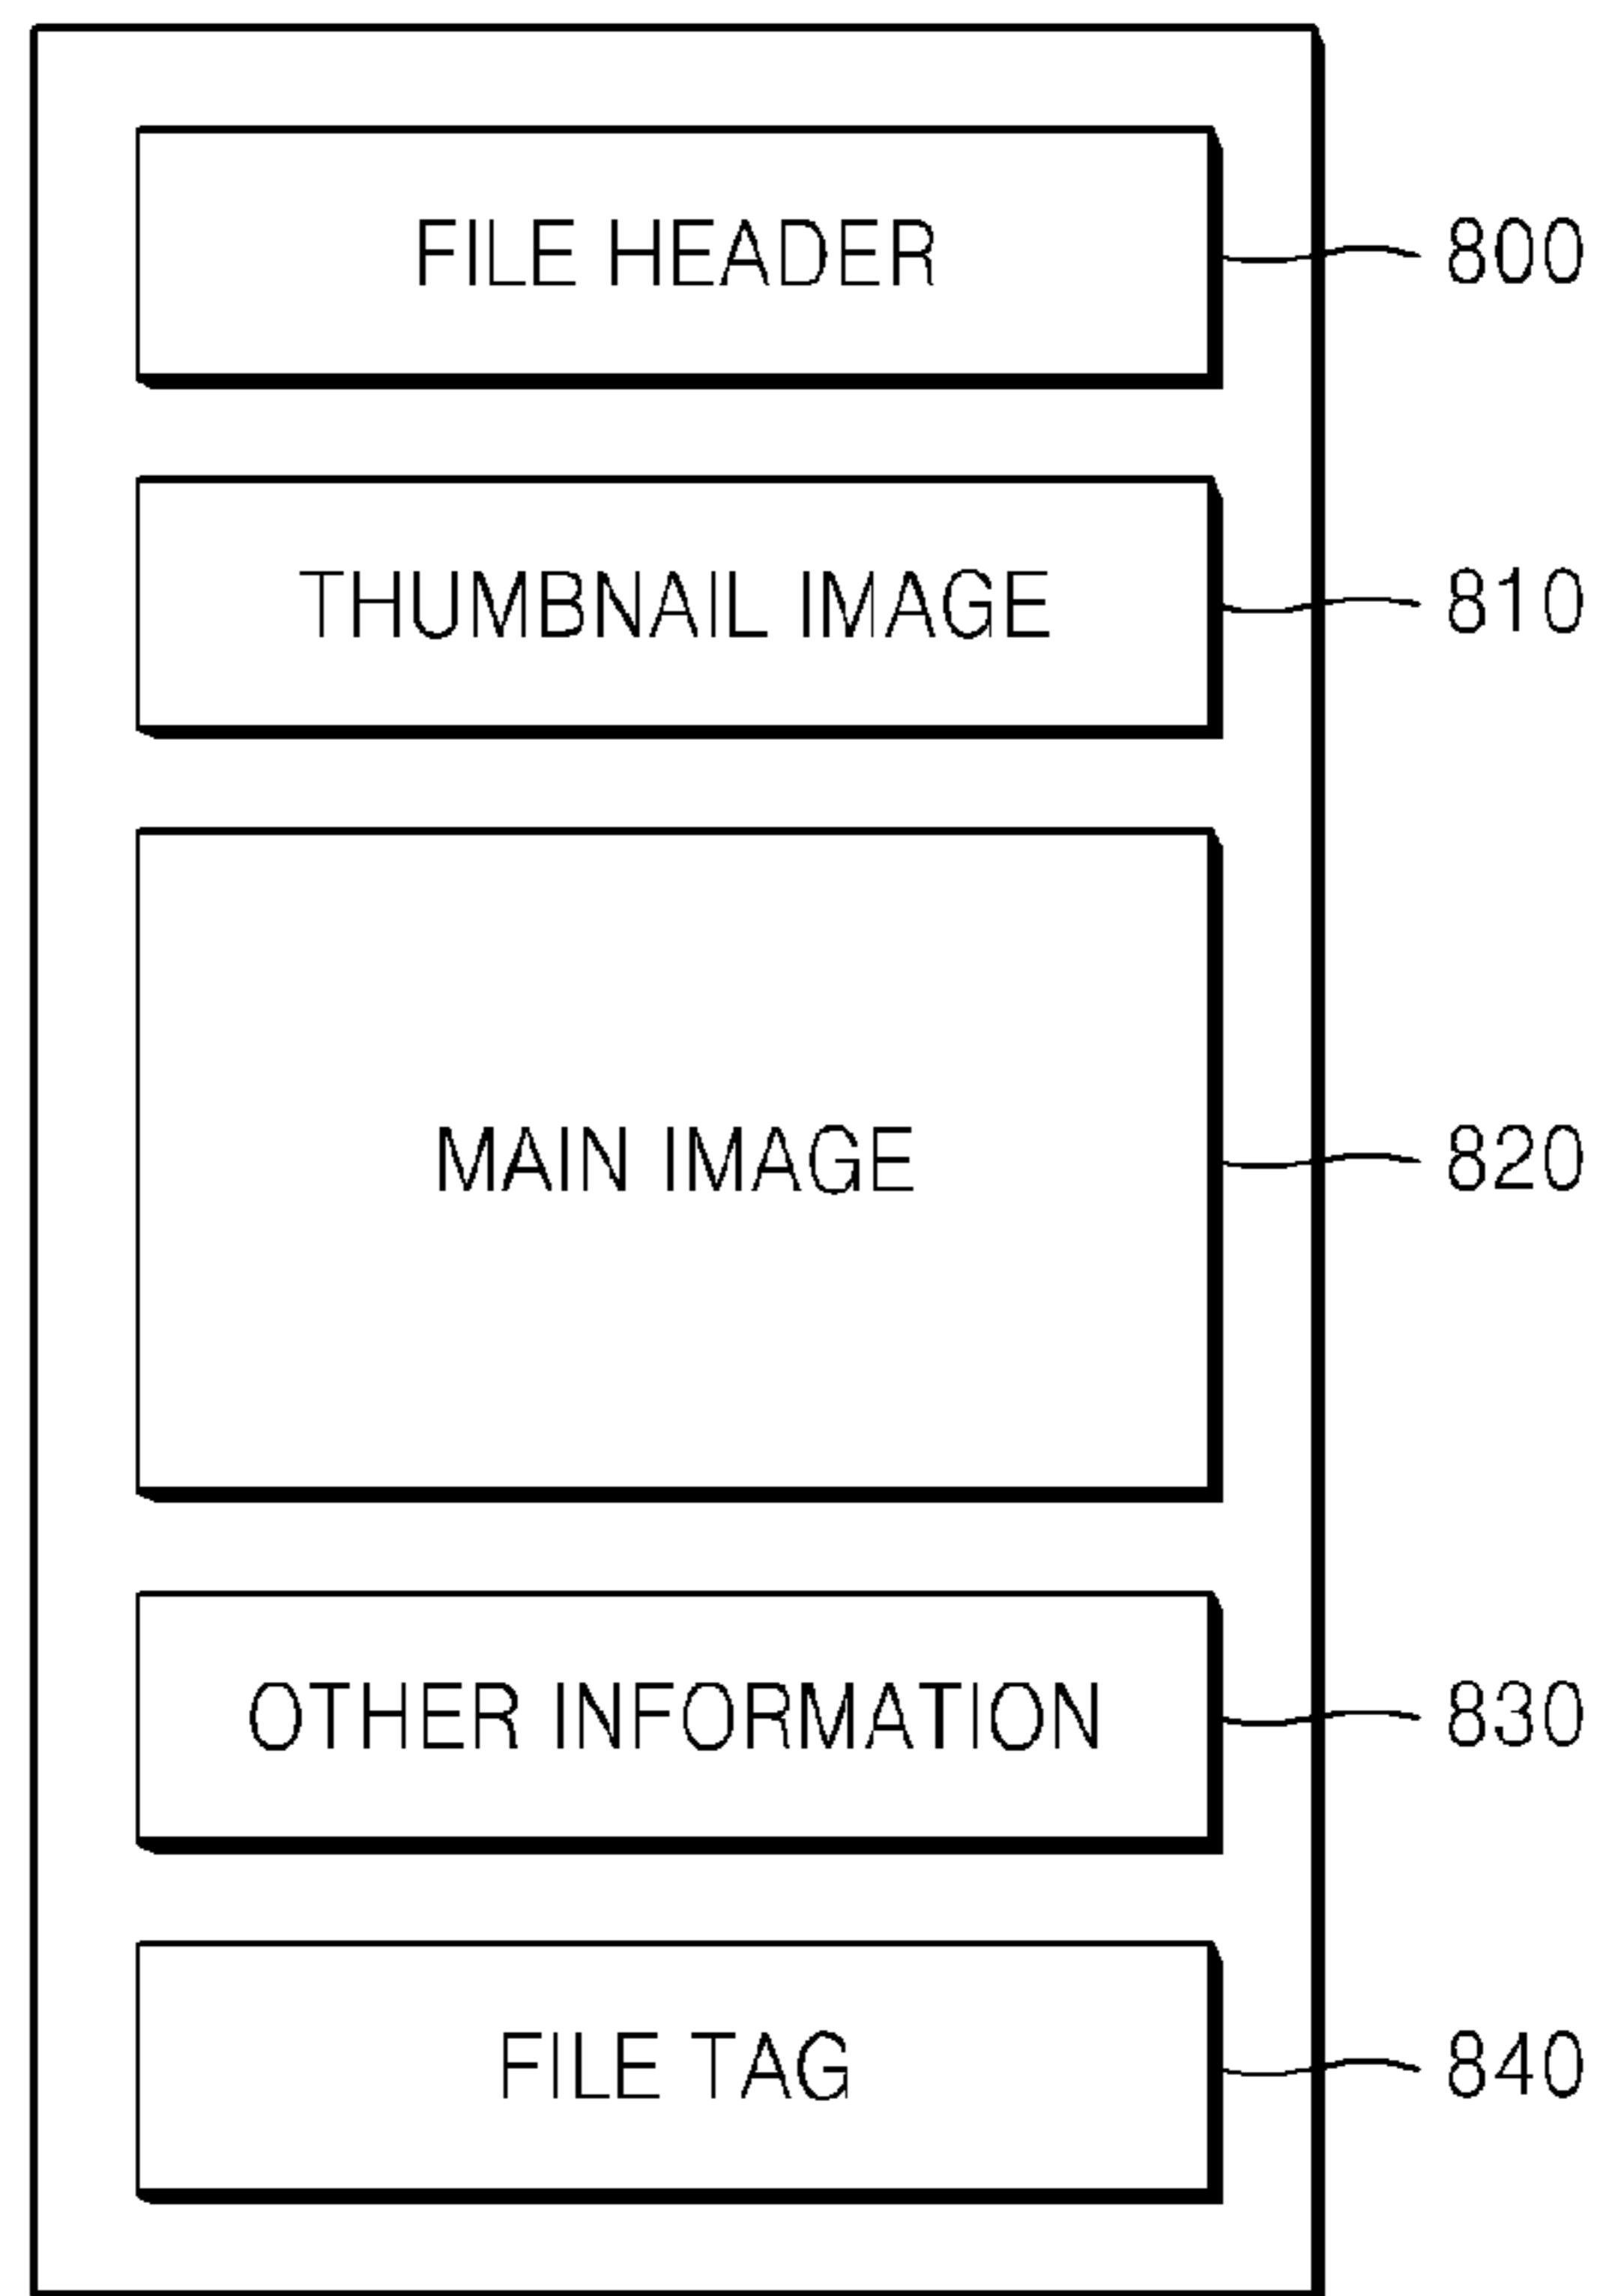 FILE HEADER 800
THUMBNAIL IMAGE 810
MAIN IMAGE 820
OTHER INFORMATION 830
FILE TAG 840